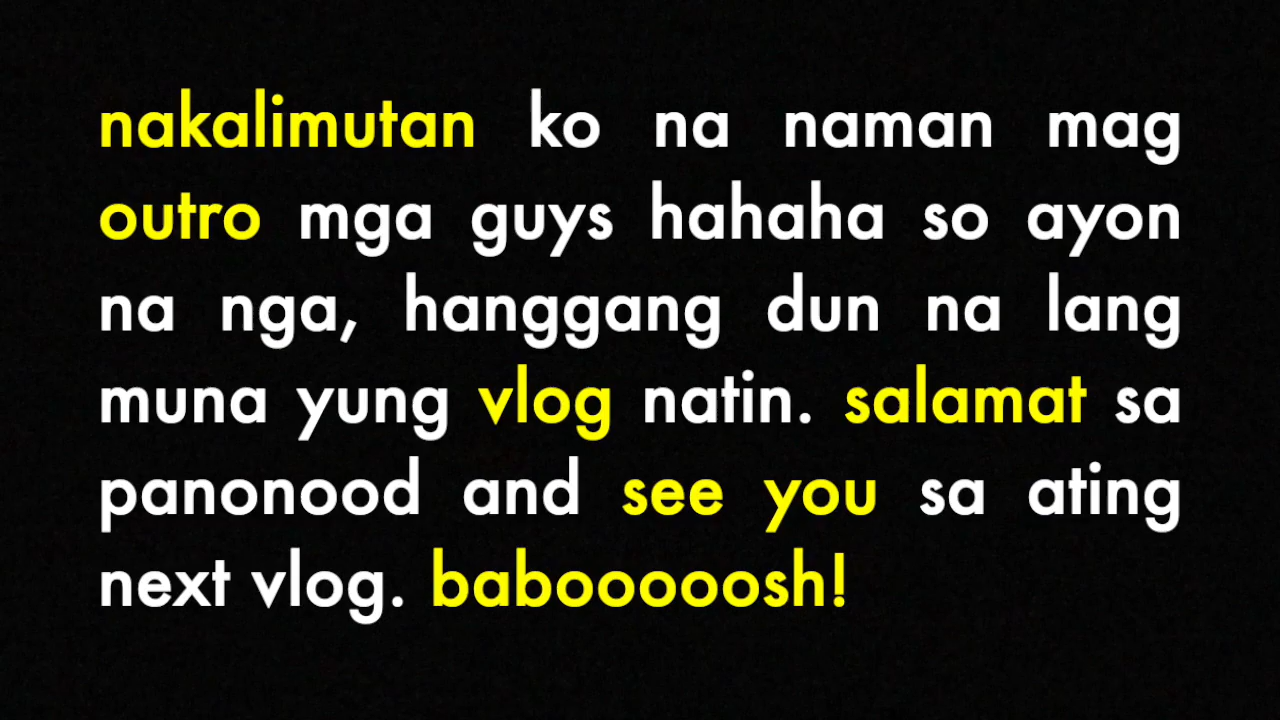 nakalimutan ko na naman mag
outro mga guys hahaha so ayon
na nga, hanggang dun na lang
muna yung vlog natin. salamat sa
panonood and see you sa ating
next vlog. babooooosh!